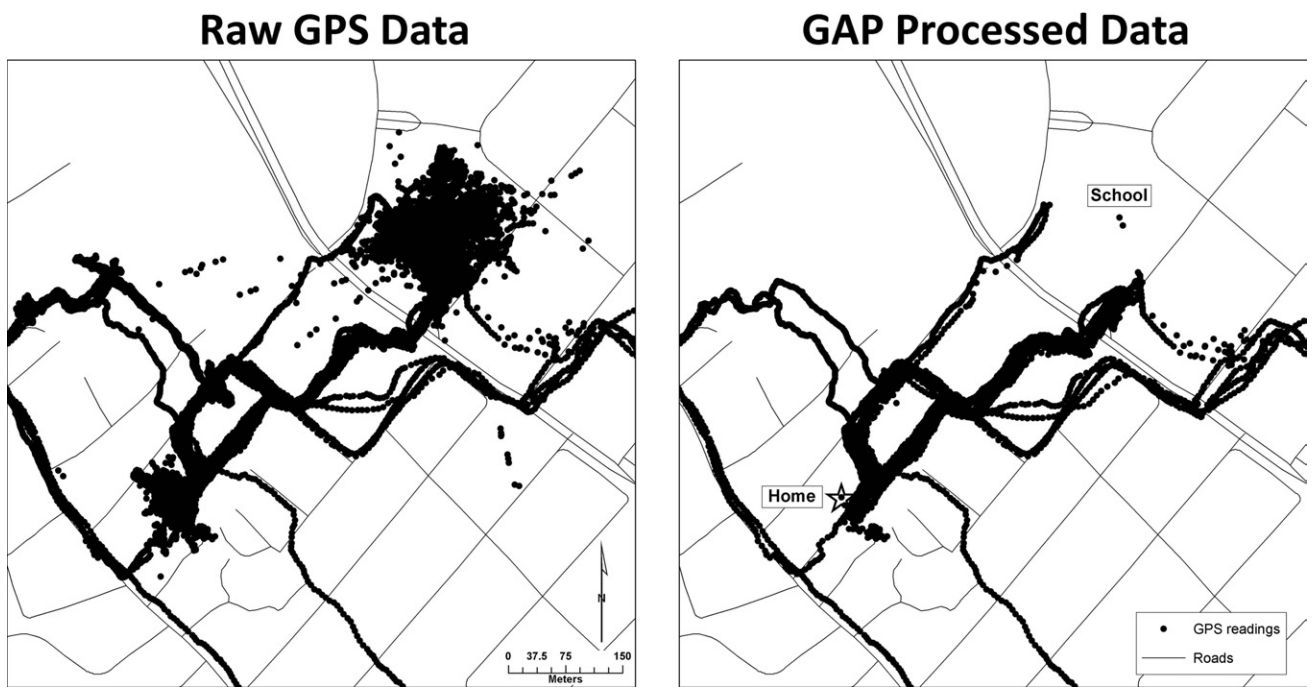 Raw GPS Data
GAP Processed Data
N
0 37.5 75 150
Meters
School
Home
GPS readings
Roads